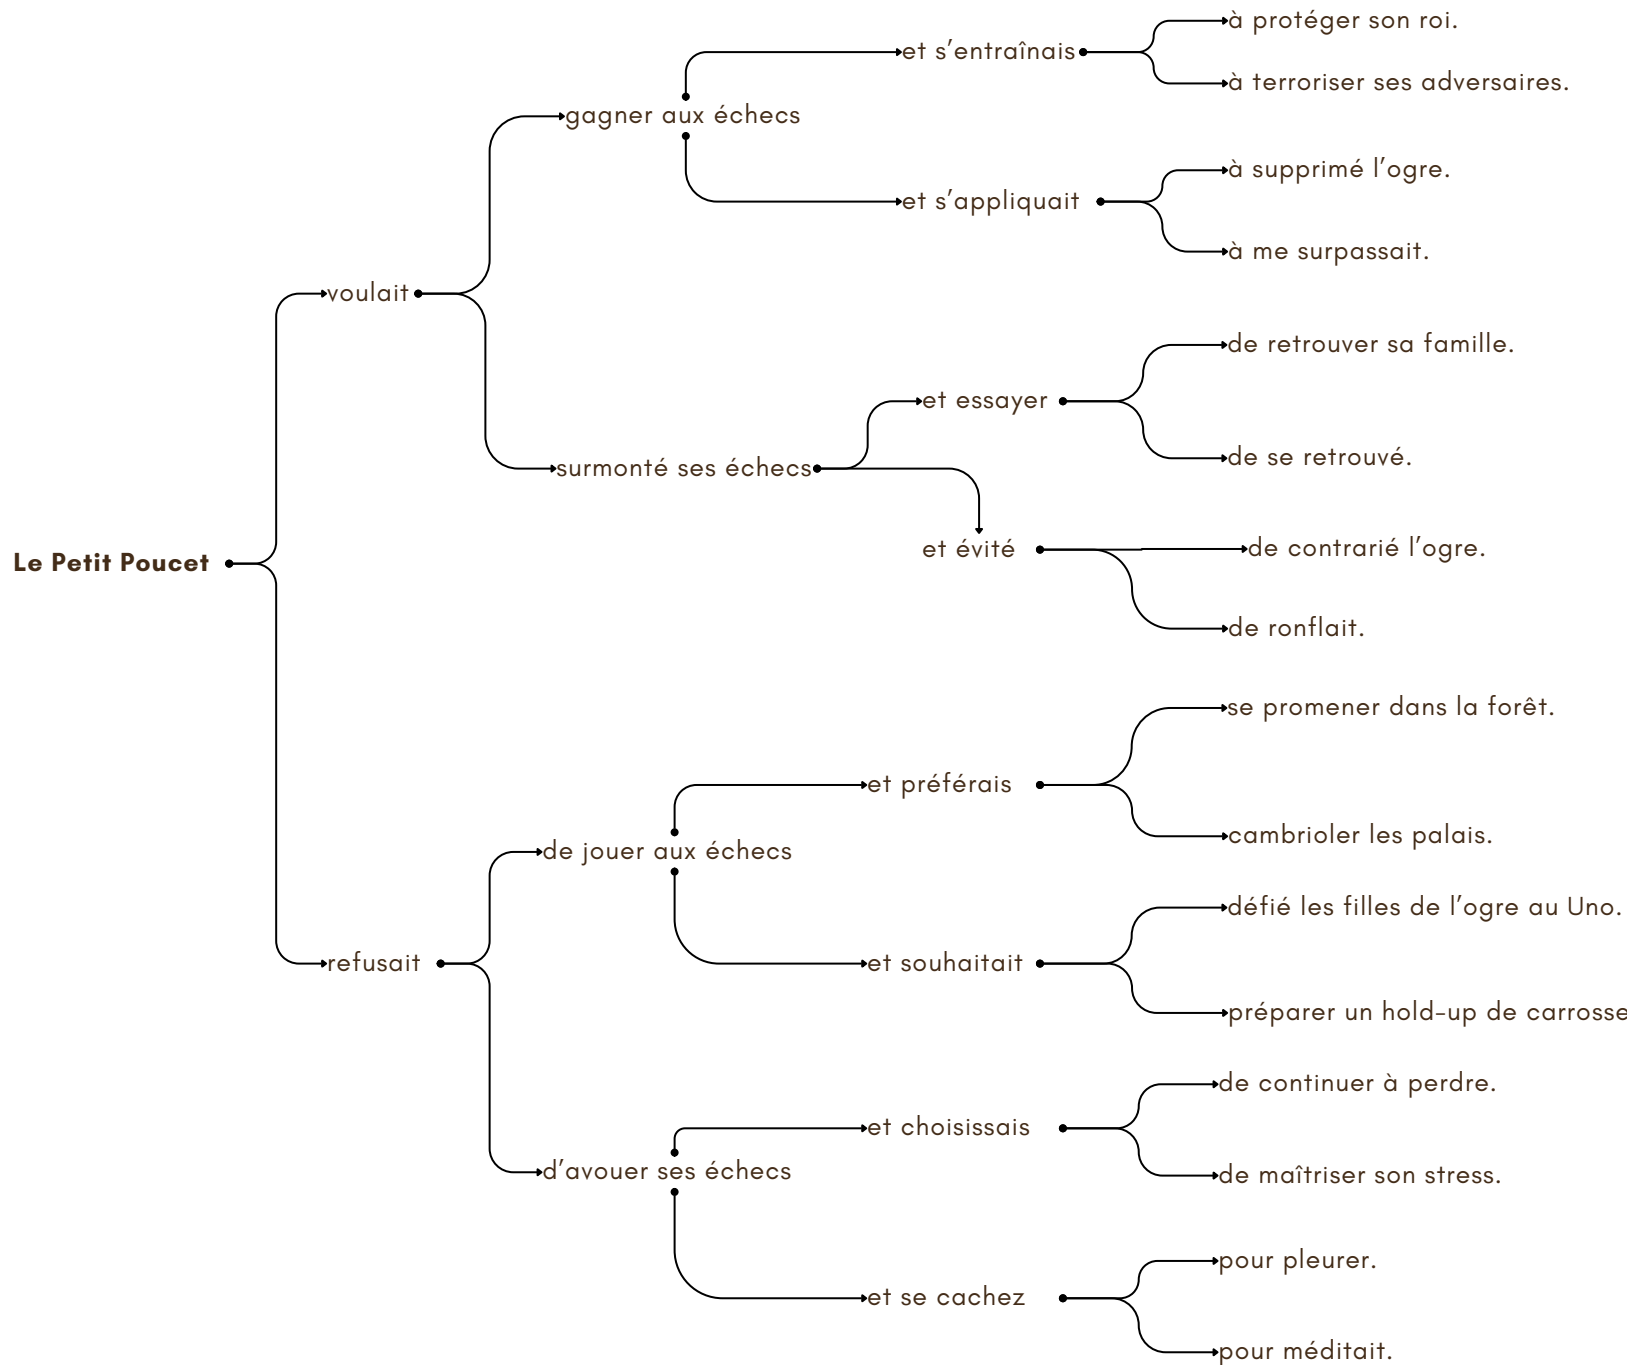 à protéger son roi.
et s’entraînais
à terroriser ses adversaires.
gagner aux échecs
à supprimé l’ogre.
et s’appliquait
à me surpassait.
voulait
de retrouver sa famille.
et essayer
de se retrouvé.
surmonté ses échecs
et évité
de contrarié l’ogre.
Le Petit Poucet
de ronflait.
se promener dans la forêt.
et préférais
cambrioler les palais.
de jouer aux échecs
défié les filles de l’ogre au Uno.
refusait
et souhaitait
préparer un hold-up de carrosse
de continuer à perdre.
et choisissais
d’avouer ses échecs
de maîtriser son stress.
pour pleurer.
et se cachez
pour méditait.